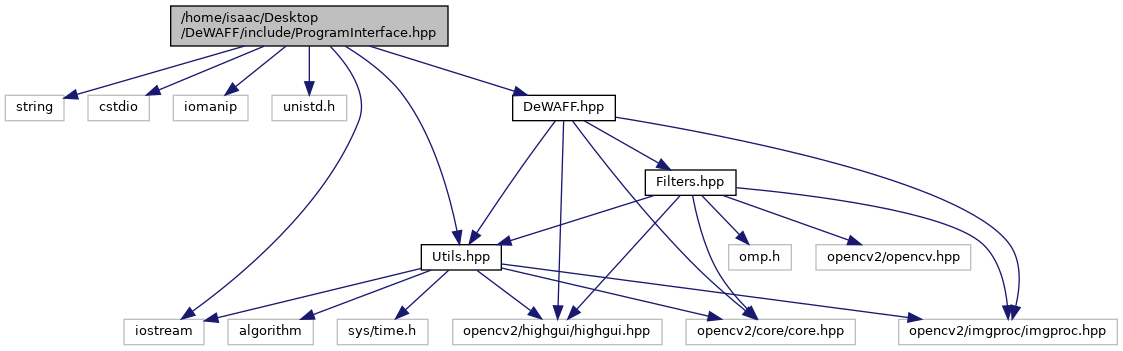 /home/isaac/Desktop
/DeWAFF/include/ProgramInterface.hpp
string
cstdio
iomanip
unistd.h
DeWAFF.hpp
Filters.hpp
Utils.hpp
omp.h
opencv2/opencv.hpp
iostream
algorithm
sys/time.h
opencv2/highgui/highgui.hpp
opencv2/core/core.hpp
opencv2/imgproc/imgproc.hpp